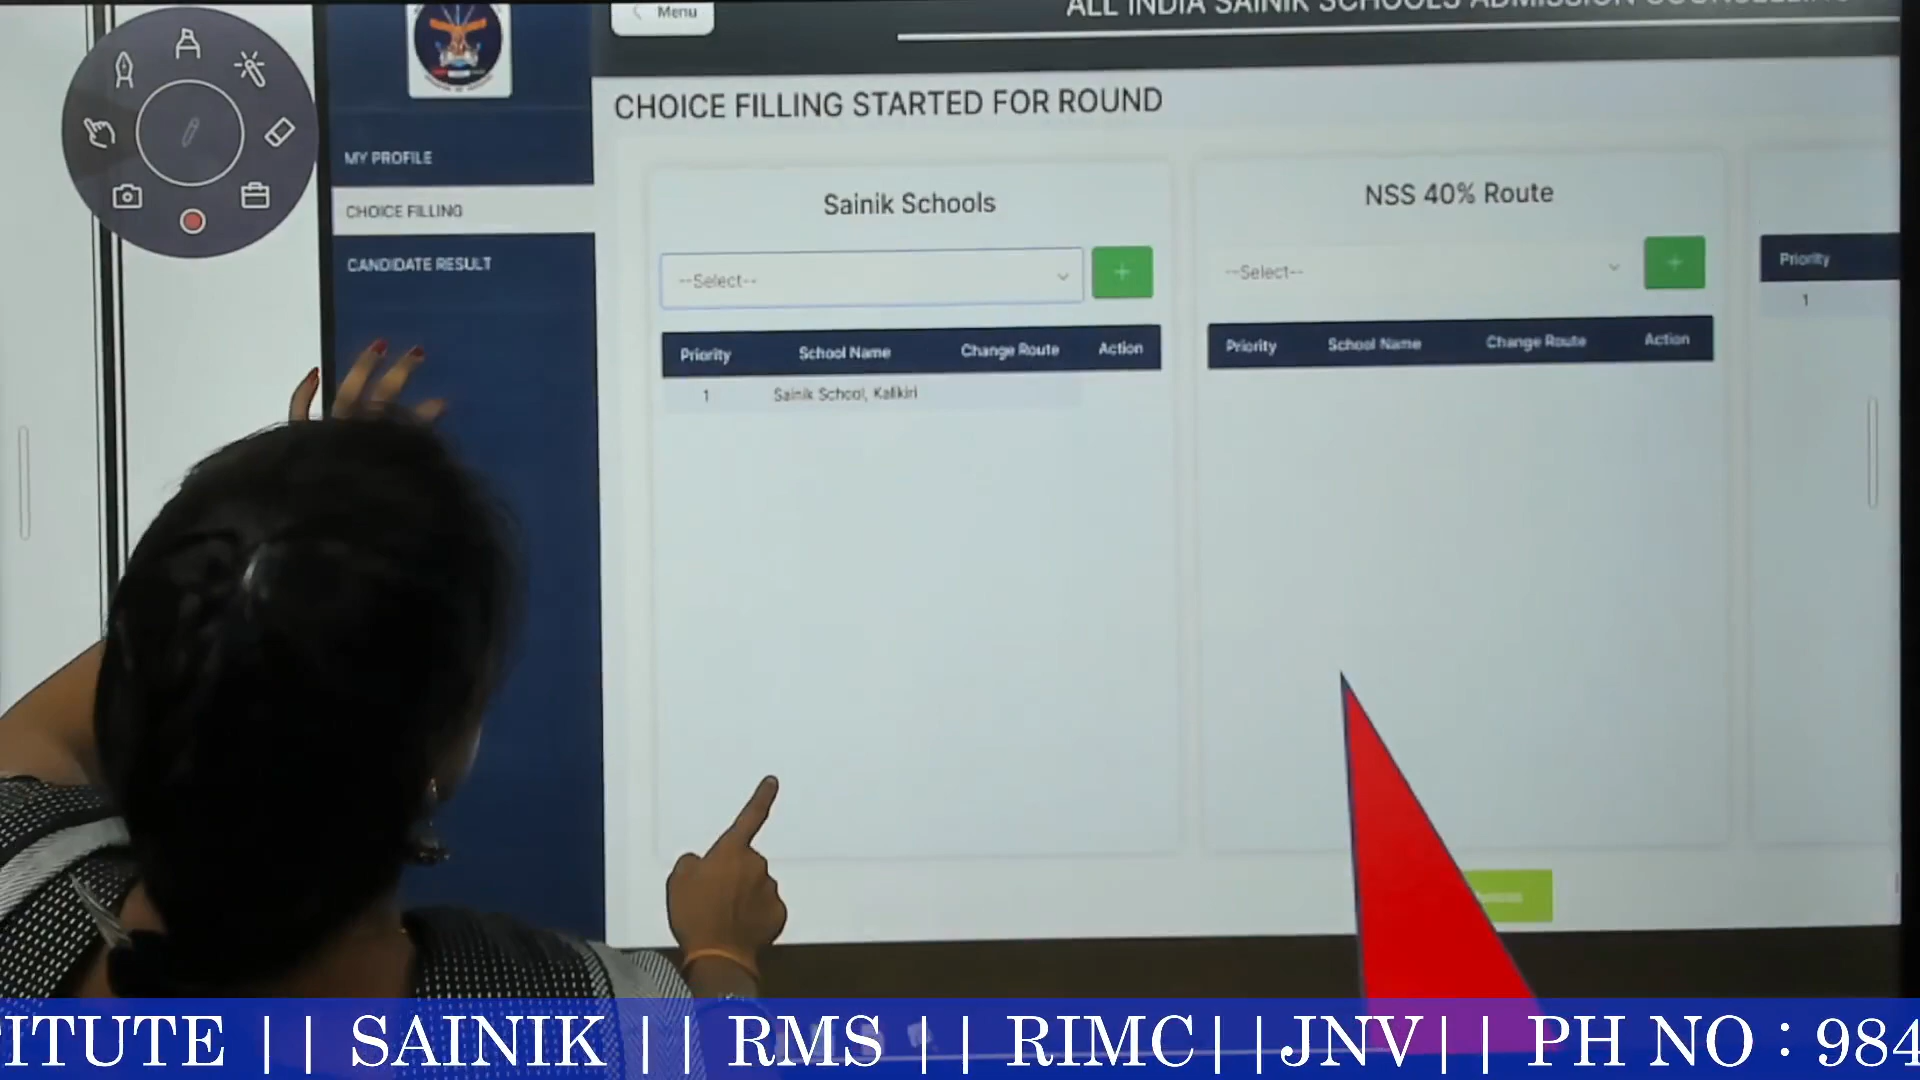 Menu
ALL INDIA SAINIK SCHOOLS ADMISSION COUNSELLING
CHOICE FILLING STARTED FOR ROUND
MY PROFILE
CHOICE FILLING
CANDIDATE RESULT
Sainik Schools
--Select--
+
Priority School Name Change Route Action
1 Sainik School, Kalikiri
NSS 40% Route
--Select--
+
Priority School Name Change Route Action
Priority
1
ITUTE || SAINIK || RMS || RIMC||JNV|| PH NO : 984